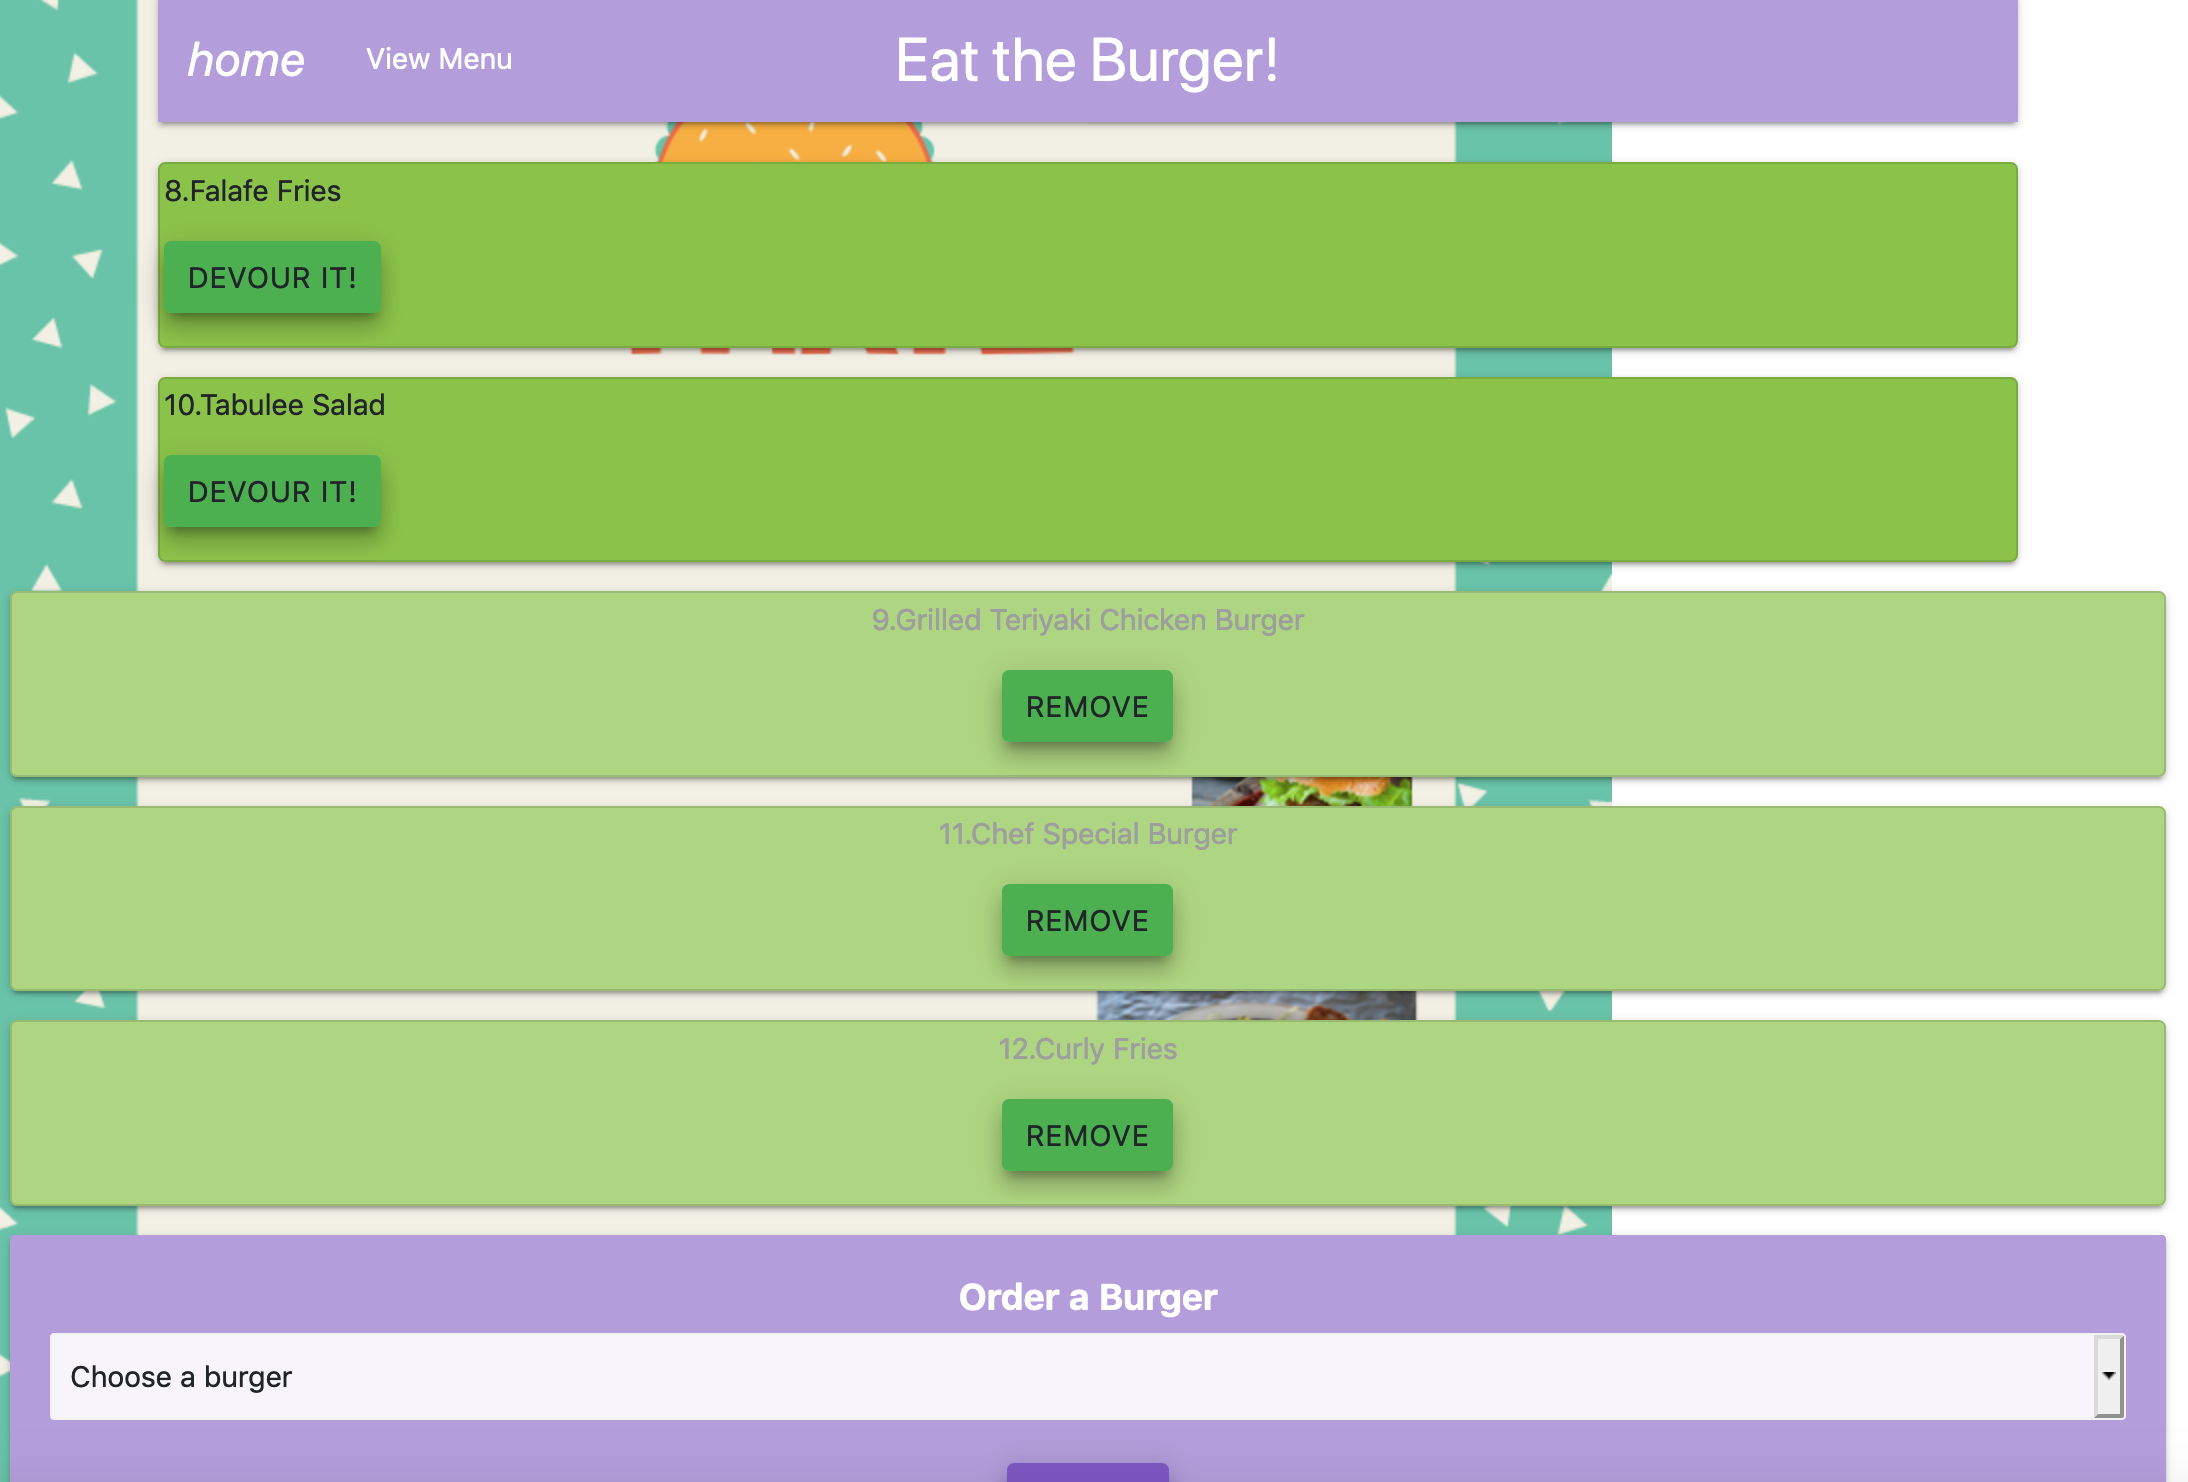 home View Menu Eat the Burger!
8.Falafe Fries
DEVOUR IT!
10.Tabulee Salad
DEVOUR IT!
9.Grilled Teriyaki Chicken Burger
REMOVE
11.Chef Special Burger
REMOVE
12.Curly Fries
REMOVE
Order a Burger
Choose a burger